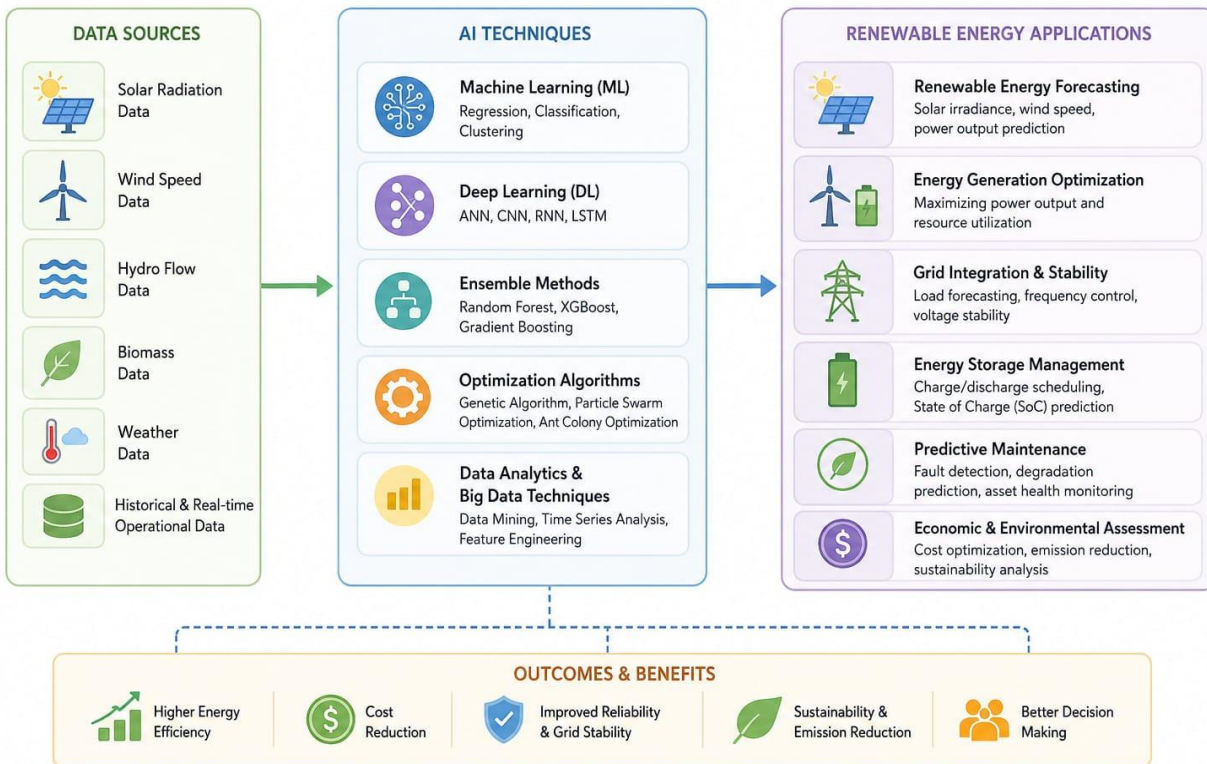 DATA SOURCES
Solar Radiation
Data
Wind Speed
Data
Hydro Flow
Data
Biomass
Data
Weather
Data
Historical & Real-time
Operational Data
AI TECHNIQUES
Machine Learning (ML)
Regression, Classification,
Clustering
Deep Learning (DL)
ANN, CNN, RNN, LSTM
Ensemble Methods
Random Forest, XGBoost,
Gradient Boosting
Optimization Algorithms
Genetic Algorithm, Particle Swarm
Optimization, Ant Colony Optimization
Data Analytics &
Big Data Techniques
Data Mining, Time Series Analysis,
Feature Engineering
RENEWABLE ENERGY APPLICATIONS
Renewable Energy Forecasting
Solar irradiance, wind speed,
power output prediction
Energy Generation Optimization
Maximizing power output and
resource utilization
Grid Integration & Stability
Load forecasting, frequency control,
voltage stability
Energy Storage Management
Charge/discharge scheduling,
State of Charge (SoC) prediction
Predictive Maintenance
Fault detection, degradation
prediction, asset health monitoring
$
Economic & Environmental Assessment
Cost optimization, emission reduction,
sustainability analysis
OUTCOMES & BENEFITS
Higher Energy
Efficiency
$
Cost
Reduction
Improved Reliability
& Grid Stability
Sustainability &
Emission Reduction
Better Decision
Making